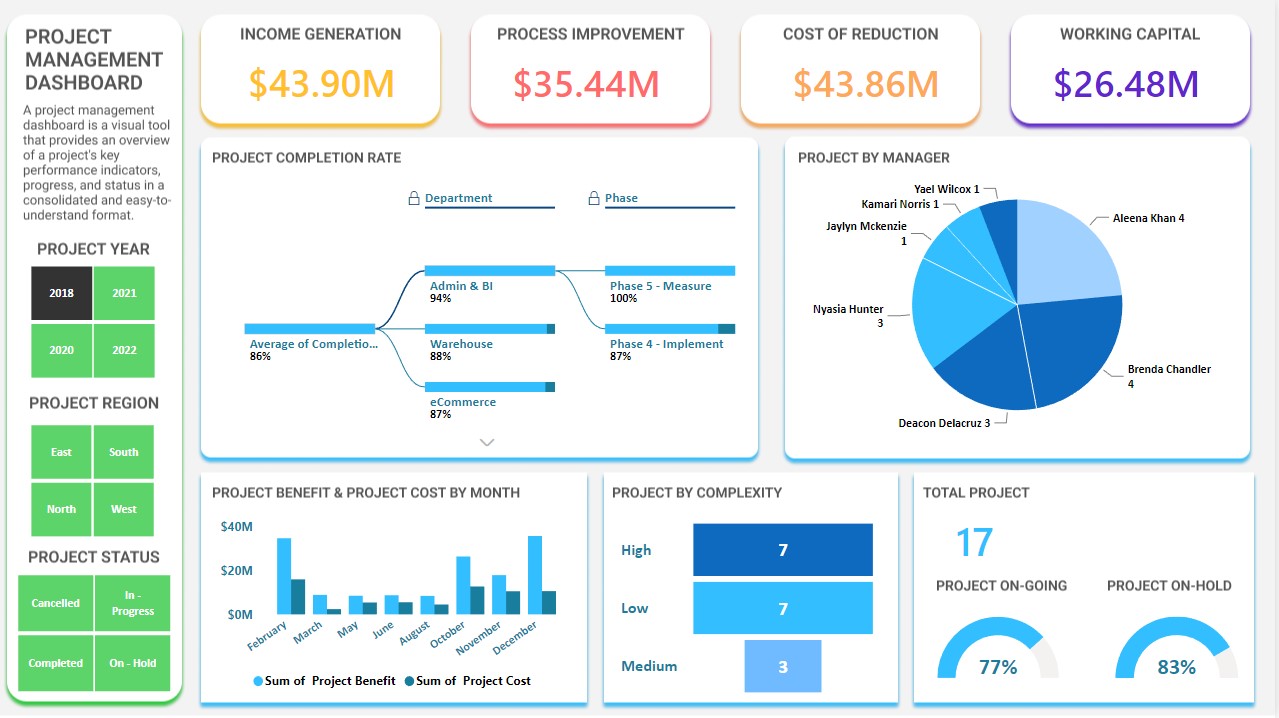 PROJECT
MANAGEMENT
DASHBOARD
A project management
dashboard is a visual tool
that provides an overview
of a project's key
performance indicators,
progress, and status in a
consolidated and easy-to-
understand format.
PROJECT YEAR
2018
2021
2020
2022
PROJECT REGION
East
South
North
West
PROJECT STATUS
Cancelled
In -
Progress
Completed
On - Hold
INCOME GENERATION
$43.90M
PROCESS IMPROVEMENT
$35.44M
COST OF REDUCTION
$43.86M
WORKING CAPITAL
$26.48M
PROJECT COMPLETION RATE
Department
Phase
Average of Completio...
86%
Admin & BI
94%
Warehouse
88%
eCommerce
87%
Phase 5 - Measure
100%
Phase 4 - Implement
87%
PROJECT BY MANAGER
Yael Wilcox 1
Kamari Norris 1
Jaylyn Mckenzie
1
Nyasia Hunter
3
Deacon Delacruz 3
Aleena Khan 4
Brenda Chandler
4
PROJECT BENEFIT & PROJECT COST BY MONTH
$40M
$20M
$0M
February
March
May
June
August
October
November
December
Sum of Project Benefit
Sum of Project Cost
PROJECT BY COMPLEXITY
High
7
Low
7
Medium
3
TOTAL PROJECT
17
PROJECT ON-GOING
77%
PROJECT ON-HOLD
83%